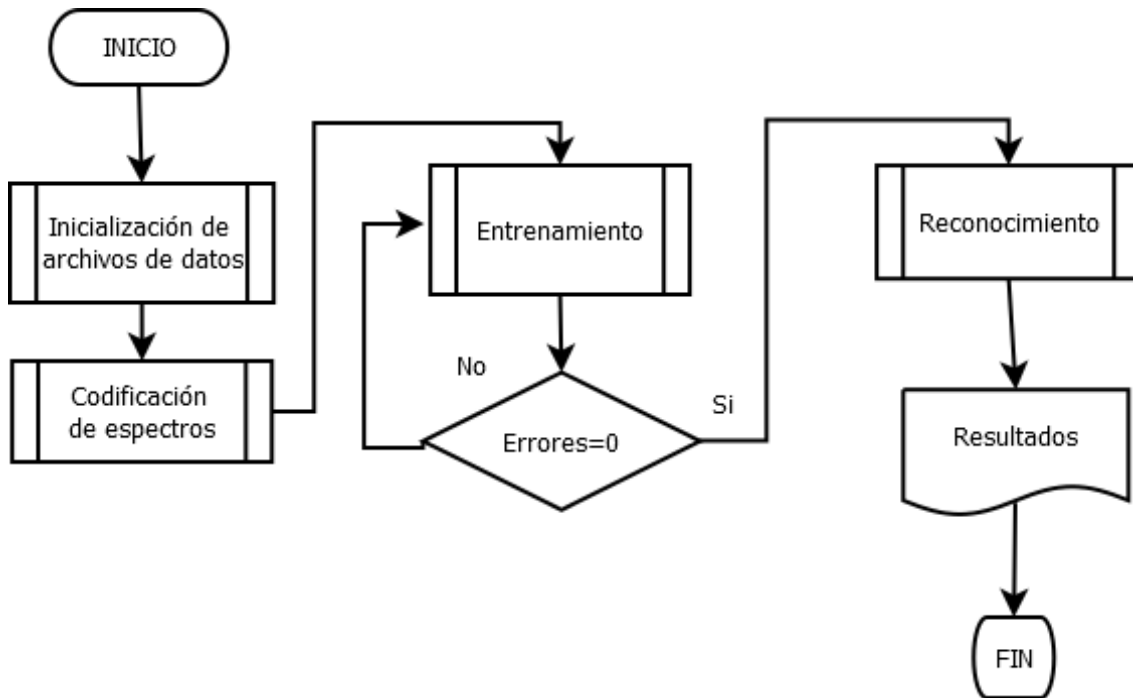 INICIO
Inicialización de
archivos de datos
Codificación
de espectros
Entrenamiento
No
Errores=0
Si
Reconocimiento
Resultados
FIN